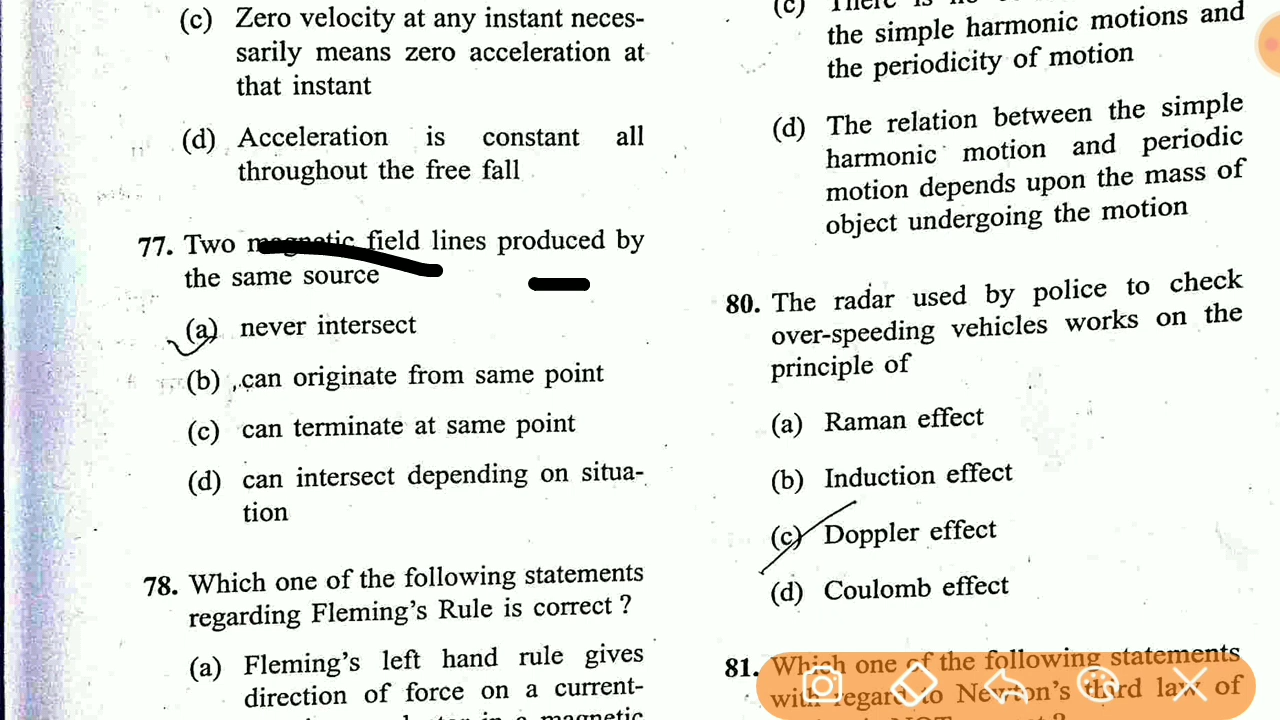 (c) Zero velocity at any instant neces-
sarily means zero acceleration at
that instant
(d) Acceleration is constant all
throughout the free fall
77. Two magnetic field lines produced by
the same source
(a) never intersect
(b) can originate from same point
(c) can terminate at same point
(d) can intersect depending on situa-
tion
78. Which one of the following statements
regarding Fleming's Rule is correct ?
(a) Fleming's left hand rule gives
direction of force on a current-
in a magnetic
(c) There is no
the simple harmonic motions and
the periodicity of motion
(d) The relation between the simple
harmonic motion and periodic
motion depends upon the mass of
object undergoing the motion
80. The radar used by police to check
over-speeding vehicles works on the
principle of
(a) Raman effect
(b) Induction effect
(c) Doppler effect
(d) Coulomb effect
81. Which one of the following statements
with regard to Newton's third law of